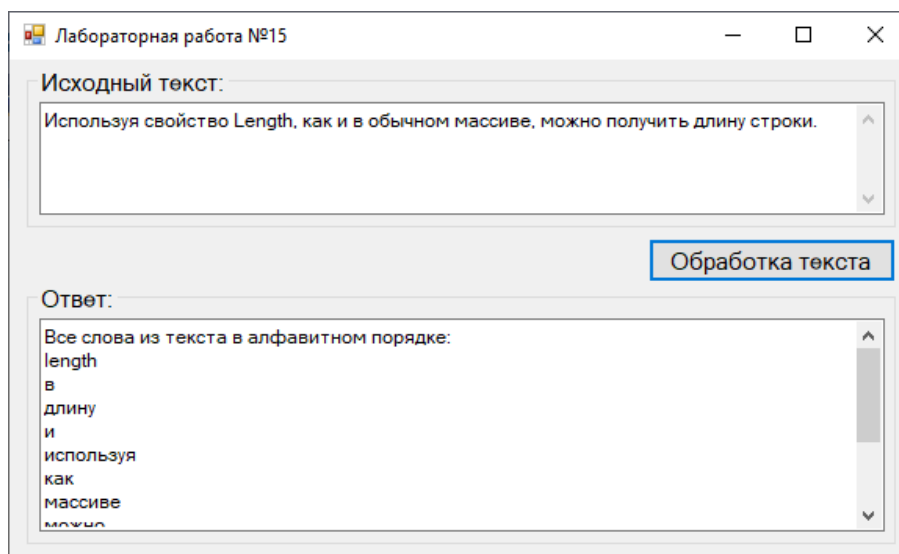 Лабораторная работа №15
Исходный текст:
Используя свойство Length, как и в обычном массиве, можно получить длину строки.
Обработка текста
Ответ:
Все слова из текста в алфавитном порядке:
length
в
длину
и
используя
как
массиве
можно